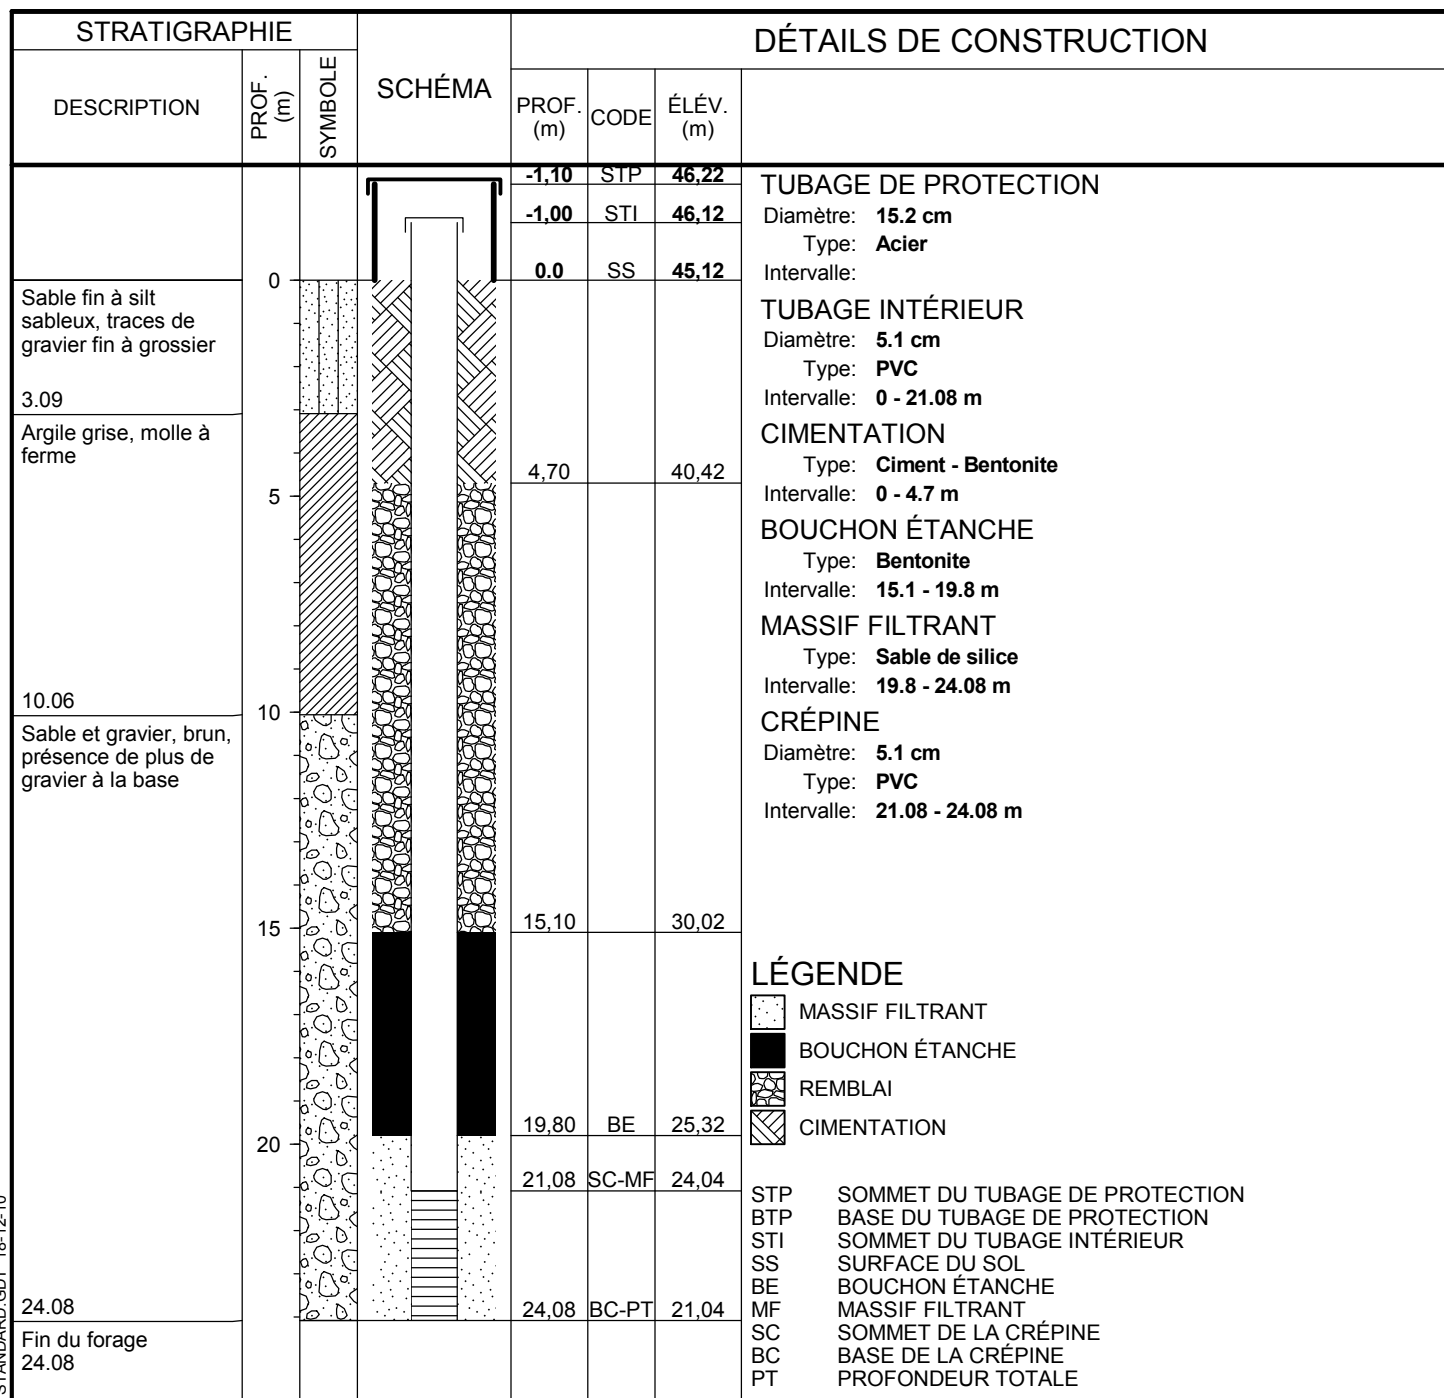 STRATIGRAPHIE
DESCRIPTION
PROF. (m)
SYMBOLE
SCHÉMA
DÉTAILS DE CONSTRUCTION
PROF. (m)
CODE
ÉLÉV. (m)
-1,10 STP 46,22
-1,00 STI 46,12
0.0 SS 45,12
4,70 40,42
15,10 30,02
19,80 BE 25,32
21,08 SC-MF 24,04
24,08 BC-PT 21,04
0
5
10
15
20
Sable fin à silt
sableux, traces de
gravier fin à grossier
3.09
Argile grise, molle à
ferme
10.06
Sable et gravier, brun,
présence de plus de
gravier à la base
24.08
Fin du forage
24.08
TUBAGE DE PROTECTION
Diamètre: 15.2 cm
Type: Acier
Intervalle:
TUBAGE INTÉRIEUR
Diamètre: 5.1 cm
Type: PVC
Intervalle: 0 - 21.08 m
CIMENTATION
Type: Ciment - Bentonite
Intervalle: 0 - 4.7 m
BOUCHON ÉTANCHE
Type: Bentonite
Intervalle: 15.1 - 19.8 m
MASSIF FILTRANT
Type: Sable de silice
Intervalle: 19.8 - 24.08 m
CRÉPINE
Diamètre: 5.1 cm
Type: PVC
Intervalle: 21.08 - 24.08 m
LÉGENDE
MASSIF FILTRANT
BOUCHON ÉTANCHE
REMBLAI
CIMENTATION
STP SOMMET DU TUBAGE DE PROTECTION
BTP BASE DU TUBAGE DE PROTECTION
STI SOMMET DU TUBAGE INTÉRIEUR
SS SURFACE DU SOL
BE BOUCHON ÉTANCHE
MF MASSIF FILTRANT
SC SOMMET DE LA CRÉPINE
BC BASE DE LA CRÉPINE
PT PROFONDEUR TOTALE
STANDARD.GDT 18-12-10